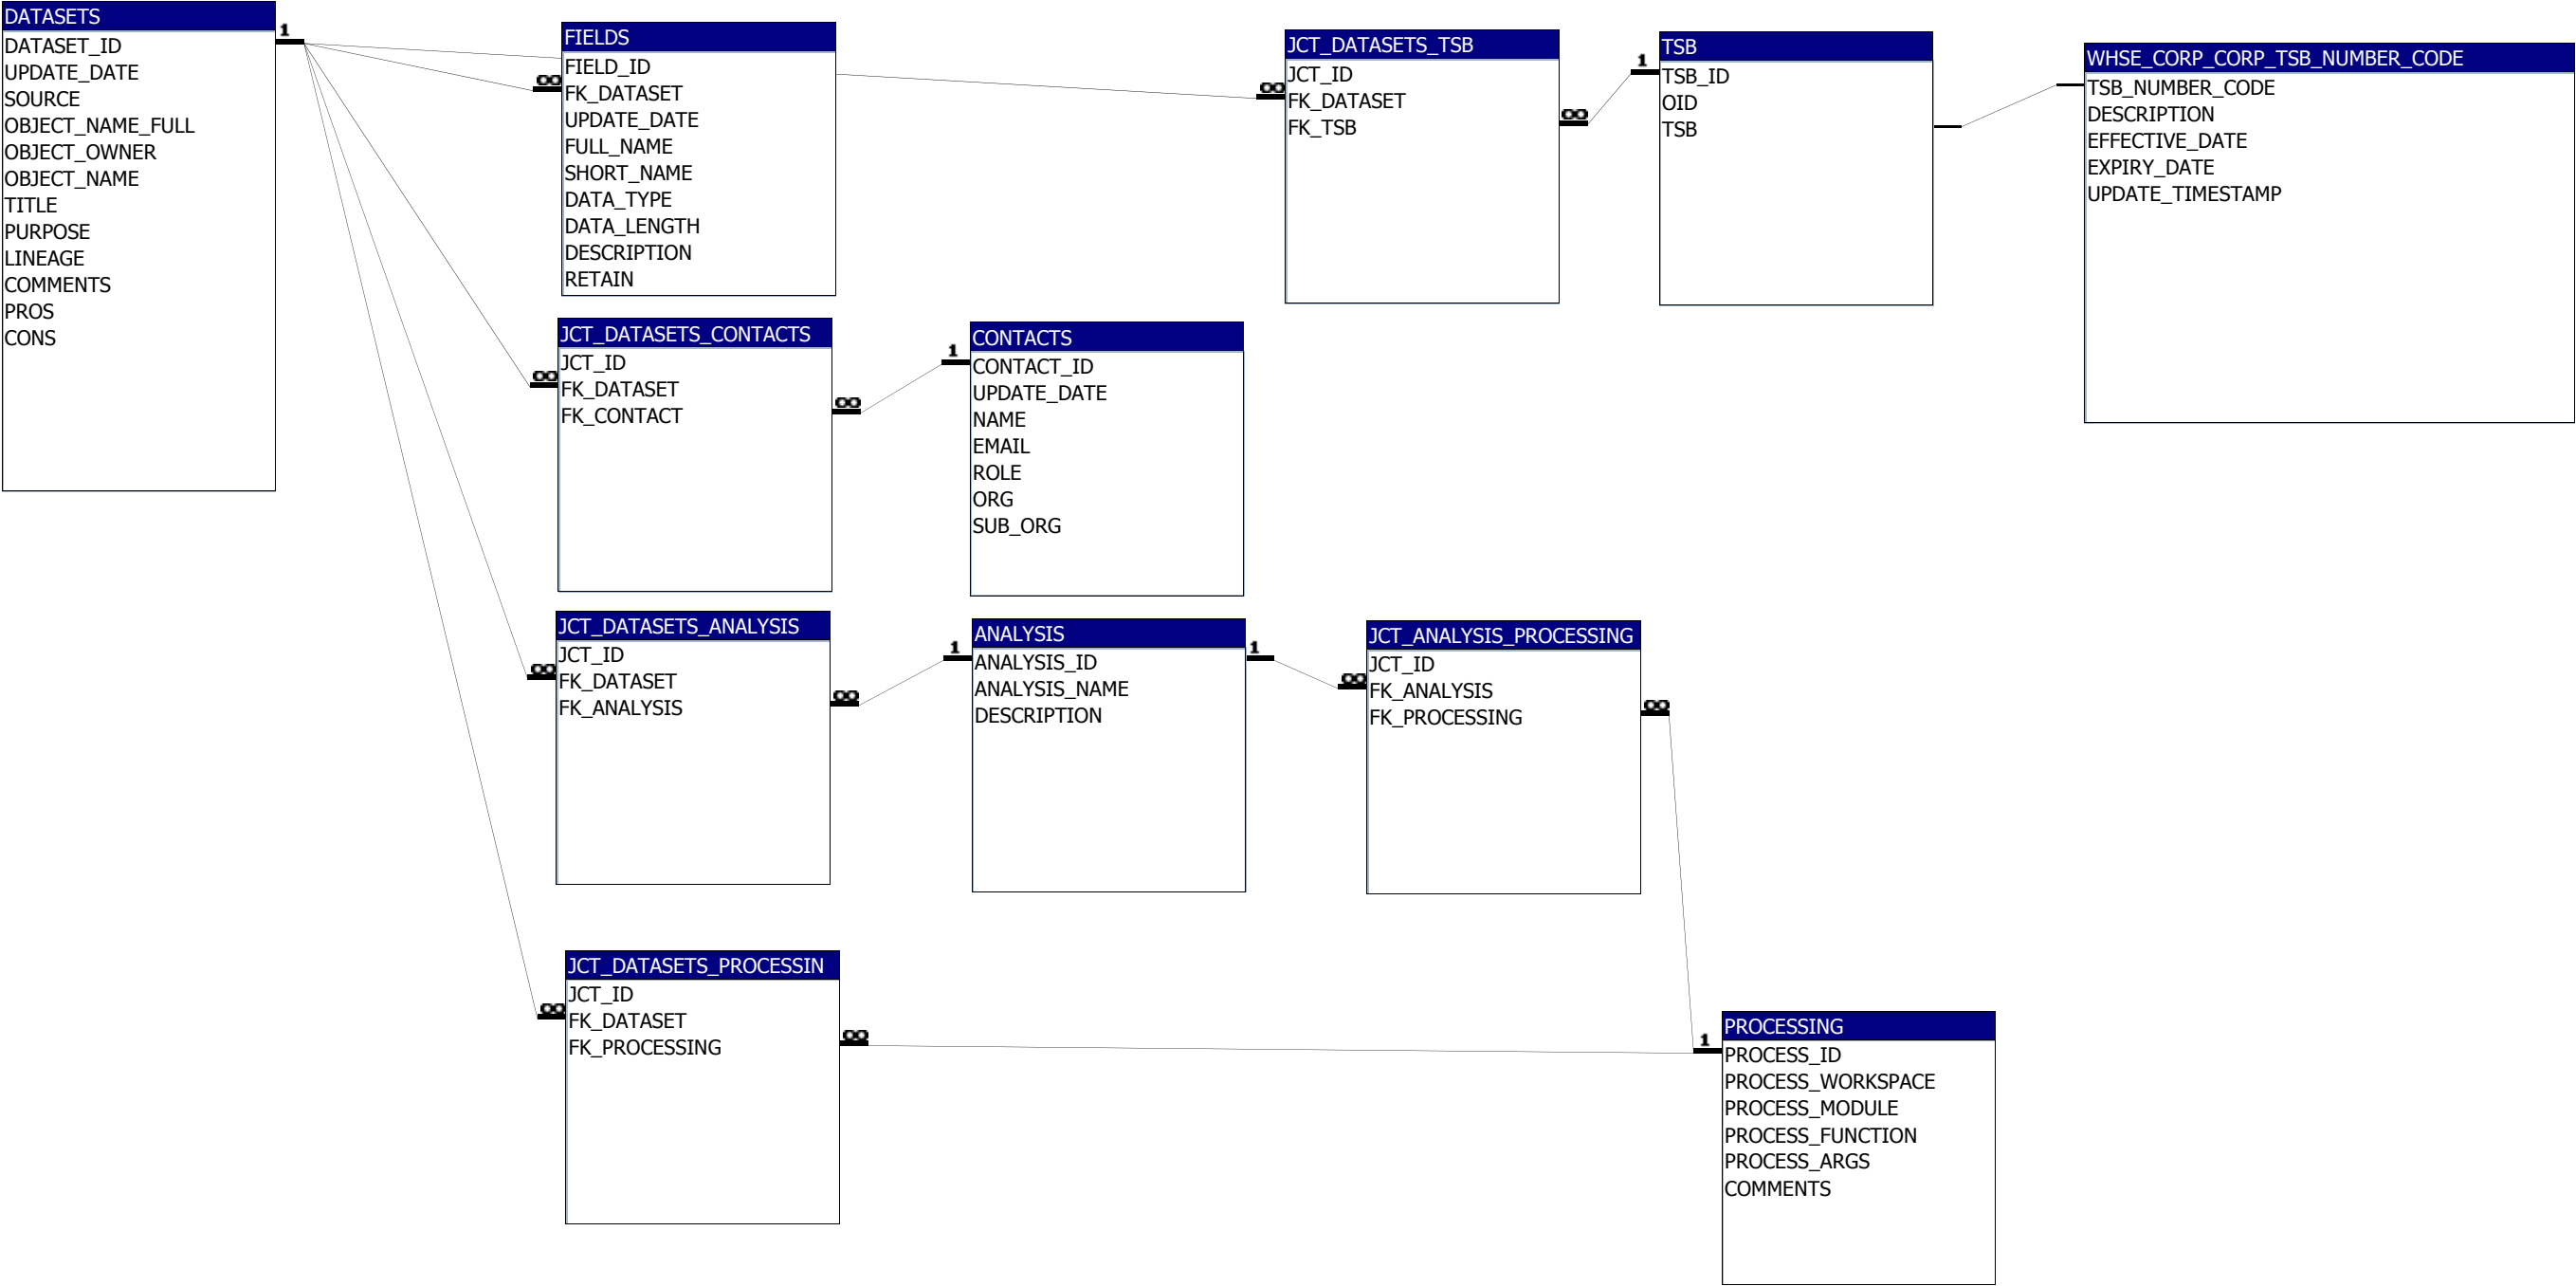 DATASETS
DATASET_ID
UPDATE_DATE
SOURCE
OBJECT_NAME_FULL
OBJECT_OWNER
OBJECT_NAME
TITLE
PURPOSE
LINEAGE
COMMENTS
PROS
CONS
1
FIELDS
FIELD_ID
FK_DATASET
UPDATE_DATE
FULL_NAME
SHORT_NAME
DATA_TYPE
DATA_LENGTH
DESCRIPTION
RETAIN
∞
JCT_DATASETS_TSB
JCT_ID
FK_DATASET
FK_TSB
∞
∞
1
TSB
TSB_ID
OID
TSB
WHSE_CORP_CORP_TSB_NUMBER_CODE
TSB_NUMBER_CODE
DESCRIPTION
EFFECTIVE_DATE
EXPIRY_DATE
UPDATE_TIMESTAMP
JCT_DATASETS_CONTACTS
JCT_ID
FK_DATASET
FK_CONTACT
∞
∞
1
CONTACTS
CONTACT_ID
UPDATE_DATE
NAME
EMAIL
ROLE
ORG
SUB_ORG
JCT_DATASETS_ANALYSIS
JCT_ID
FK_DATASET
FK_ANALYSIS
∞
∞
1
ANALYSIS
ANALYSIS_ID
ANALYSIS_NAME
DESCRIPTION
1
∞
JCT_ANALYSIS_PROCESSING
JCT_ID
FK_ANALYSIS
FK_PROCESSING
∞
JCT_DATASETS_PROCESSIN
JCT_ID
FK_DATASET
FK_PROCESSING
∞
∞
1
PROCESSING
PROCESS_ID
PROCESS_WORKSPACE
PROCESS_MODULE
PROCESS_FUNCTION
PROCESS_ARGS
COMMENTS